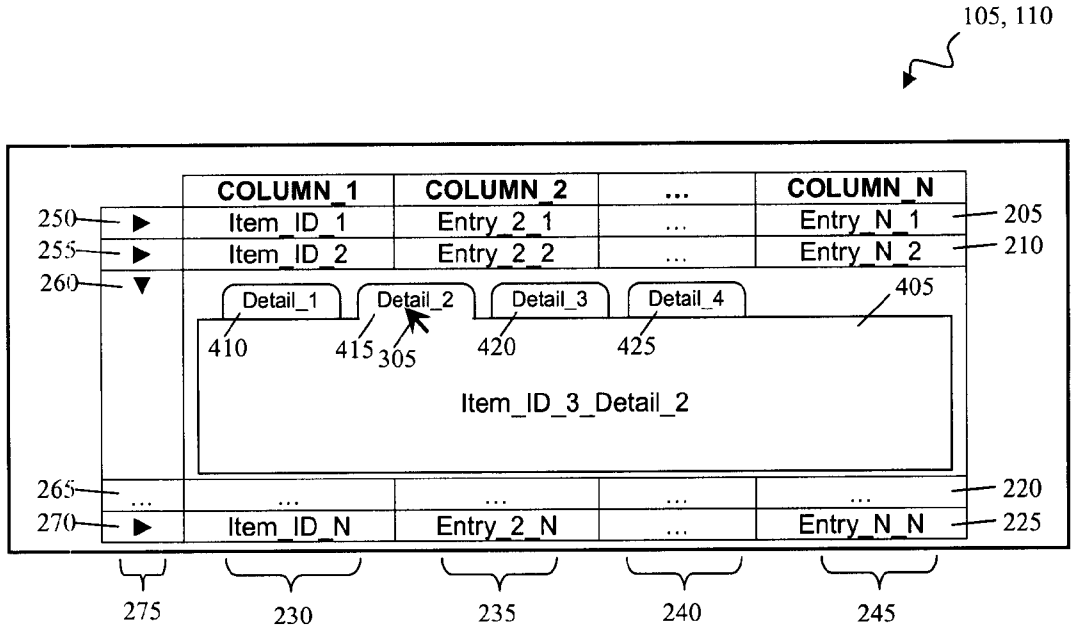 105, 110
COLUMN_1 COLUMN_2 ... COLUMN_N
250 Item_ID_1 Entry_2_1 ... Entry_N_1 205
255 Item_ID_2 Entry_2_2 ... Entry_N_2 210
260
Detail_1 Detail_2 Detail_3 Detail_4 405
410 415 305 420 425
Item_ID_3_Detail_2
265 ... ... ... ... ... 220
270 Item_ID_N Entry_2_N ... Entry_N_N 225
275 230 235 240 245